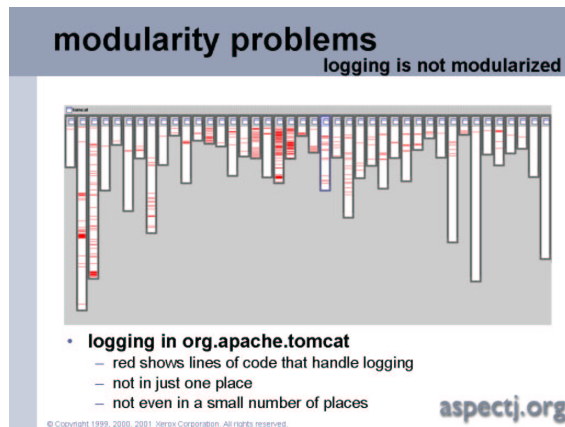 modularity problems
logging is not modularized
tomcat
• logging in org.apache.tomcat
– red shows lines of code that handle logging
– not in just one place
– not even in a small number of places
aspectj.org
© Copyright 1999, 2000, 2001 Xerox Corporation. All rights reserved.